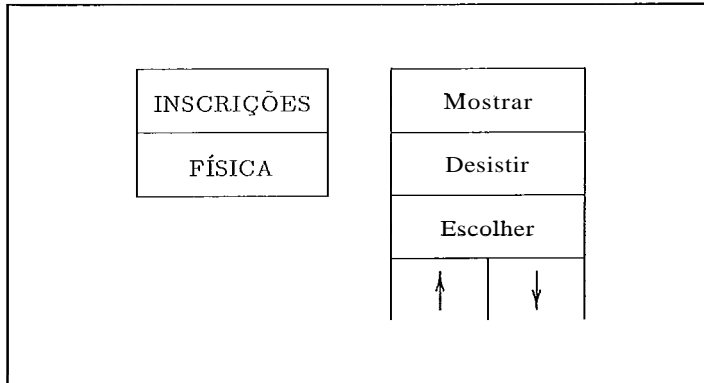 INSCRIÇÕES
FÍSICA
Mostrar
Desistir
Escolher
↑ ↓